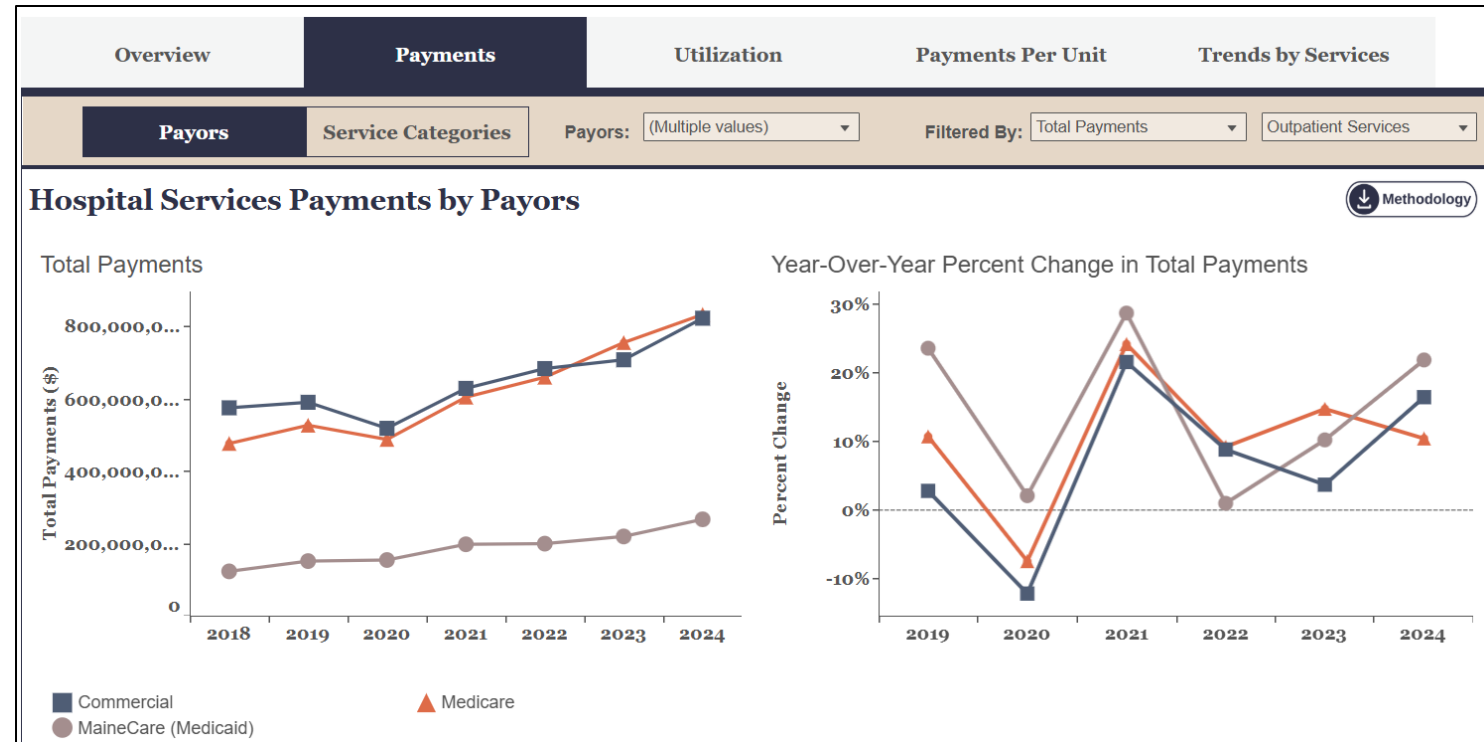 Overview Payments Utilization Payments Per Unit Trends by Services
Payors Service Categories Payors: (Multiple values) Filtered By: Total Payments Outpatient Services
Hospital Services Payments by Payors
Methodology
Total Payments
800,000,0...
600,000,0...
400,000,0...
200,000,0...
0
Total Payments ($)
2018 2019 2020 2021 2022 2023 2024
Year-Over-Year Percent Change in Total Payments
30%
20%
10%
0%
-10%
Percent Change
2019 2020 2021 2022 2023 2024
Commercial Medicare
MaineCare (Medicaid)